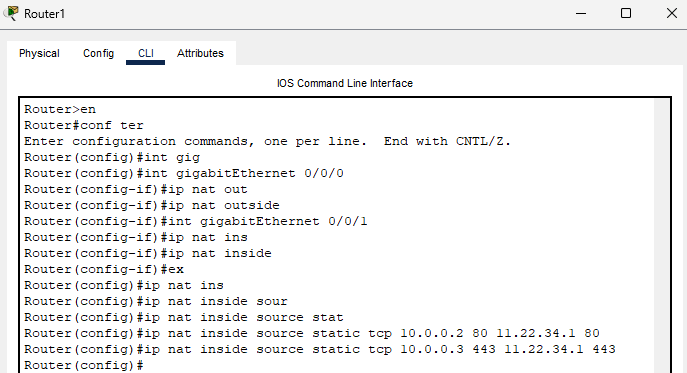 Router1
Physical Config CLI Attributes
IOS Command Line Interface
Router>en
Router#conf ter
Enter configuration commands, one per line.  End with CNTL/Z.
Router(config)#int gig
Router(config)#int gigabitEthernet 0/0/0
Router(config-if)#ip nat out
Router(config-if)#ip nat outside
Router(config-if)#int gigabitEthernet 0/0/1
Router(config-if)#ip nat ins
Router(config-if)#ip nat inside
Router(config-if)#ex
Router(config)#ip nat ins
Router(config)#ip nat inside sour
Router(config)#ip nat inside source stat
Router(config)#ip nat inside source static tcp 10.0.0.2 80 11.22.34.1 80
Router(config)#ip nat inside source static tcp 10.0.0.3 443 11.22.34.1 443
Router(config)#